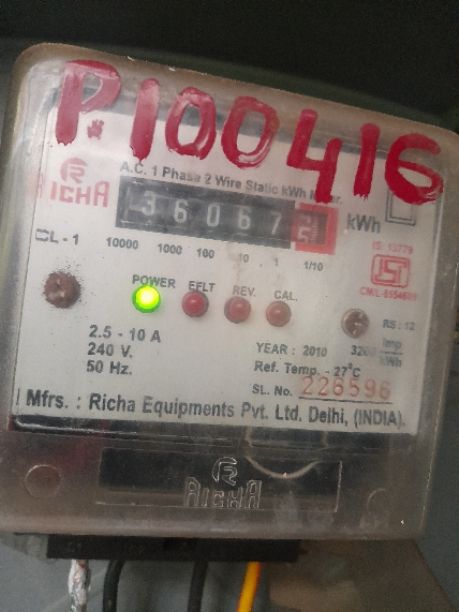 P.100416
A.C. 1 Phase 2 Wire Static kWh Meter.
RICHA
36067 kWh
CL - 1 10000 1000 100 10 1 1/10
IS: 13779
ISI
POWER EFLT REV. CAL.
RS : 12
2.5 - 10 A
240 V.
50 Hz.
YEAR : 2010 3200 imp/kWh
Ref. Temp. - 27°C
SL. No. 226596
Mfrs. : Richa Equipments Pvt. Ltd. Delhi, (INDIA).
RICHA